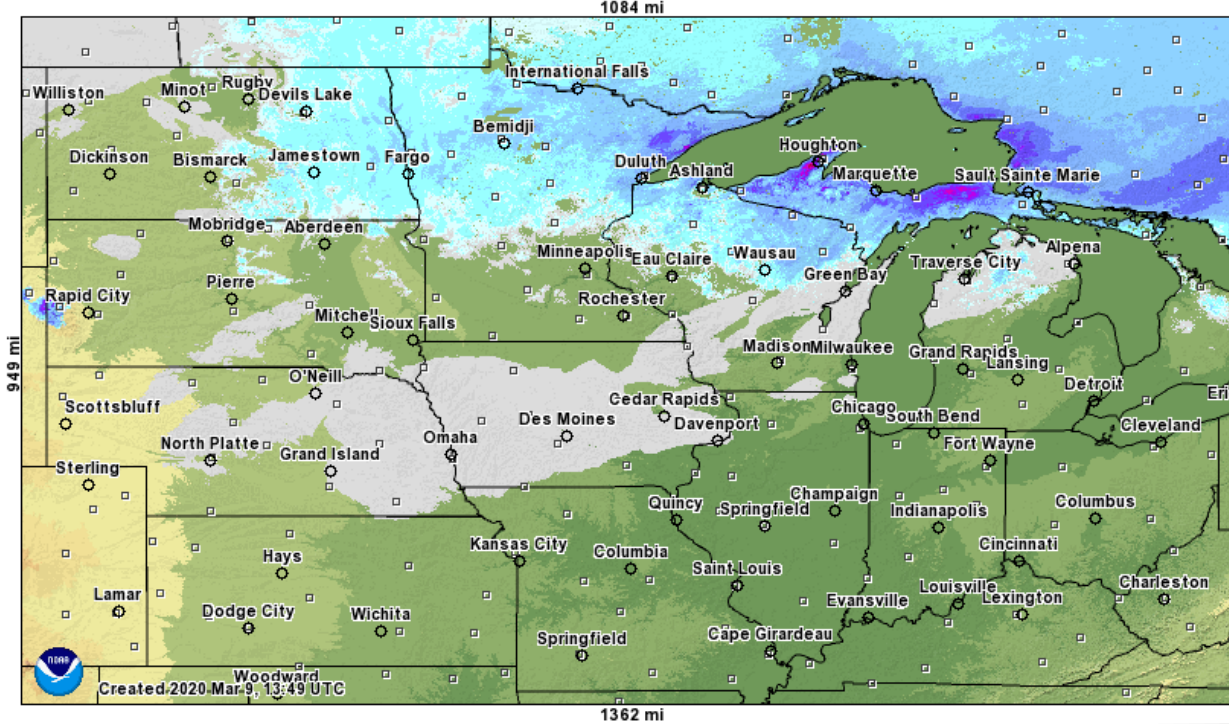 1084 mi
International Falls
Williston
Minot
Rugby
Devils Lake
Bemidji
Houghton
Dickinson
Bismarck
Jamestown
Fargo
Duluth
Ashland
Marquette
Sault Sainte Marie
Mobridge
Aberdeen
Minneapolis
Eau Claire
Wausau
Green Bay
Traverse City
Alpena
Rapid City
Pierre
Mitchell
Sioux Falls
Rochester
949 mi
Madison
Milwaukee
Grand Rapids
Lansing
Detroit
Eri
O'Neill
Scottsbluff
Cedar Rapids
Des Moines
Davenport
Chicago
South Bend
Cleveland
North Platte
Omaha
Grand Island
Fort Wayne
Sterling
Quincy
Springfield
Champaign
Indianapolis
Columbus
Hays
Kansas City
Columbia
Saint Louis
Cincinnati
Lamar
Dodge City
Wichita
Evansville
Louisville
Lexington
Charleston
Springfield
Cape Girardeau
NOAA
Woodward
Created 2020 Mar 9, 13:49 UTC
1362 mi